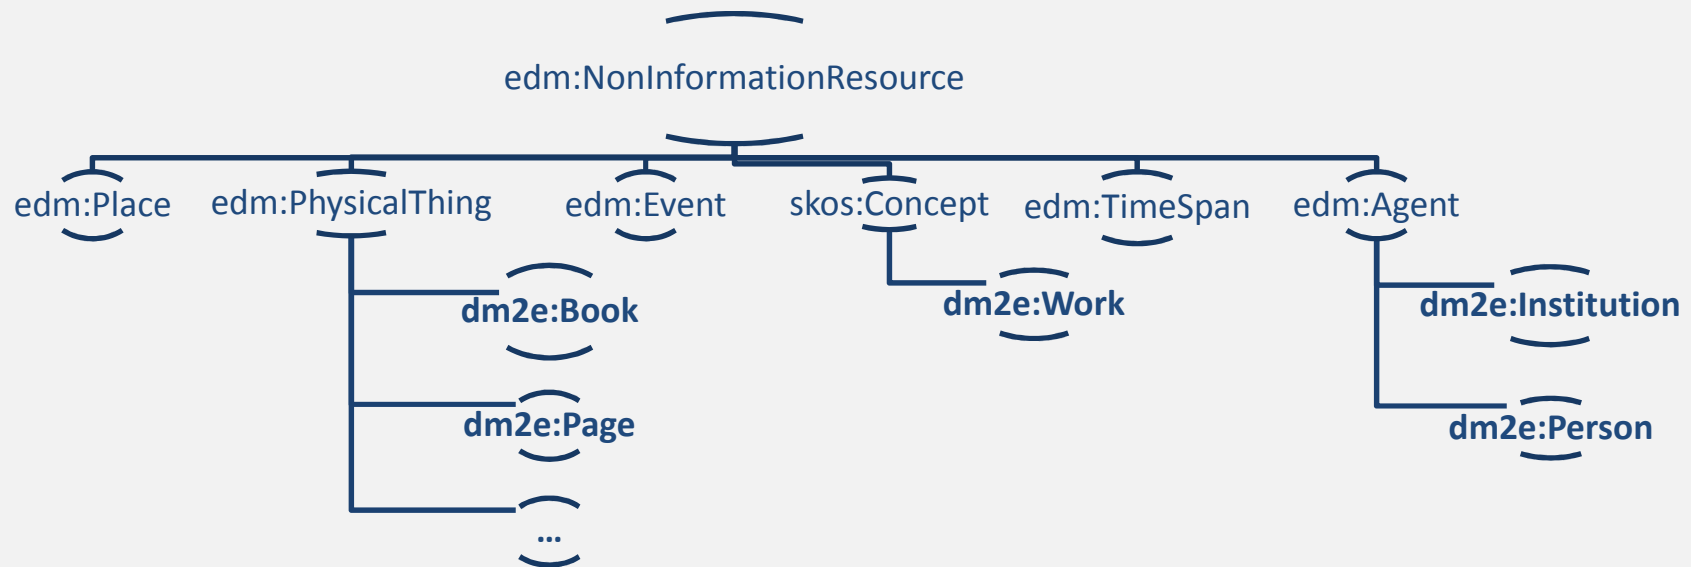 edm:NonInformationResource
edm:Place
edm:PhysicalThing
edm:Event
skos:Concept
edm:TimeSpan
edm:Agent
dm2e:Book
dm2e:Work
dm2e:Institution
dm2e:Page
dm2e:Person
...